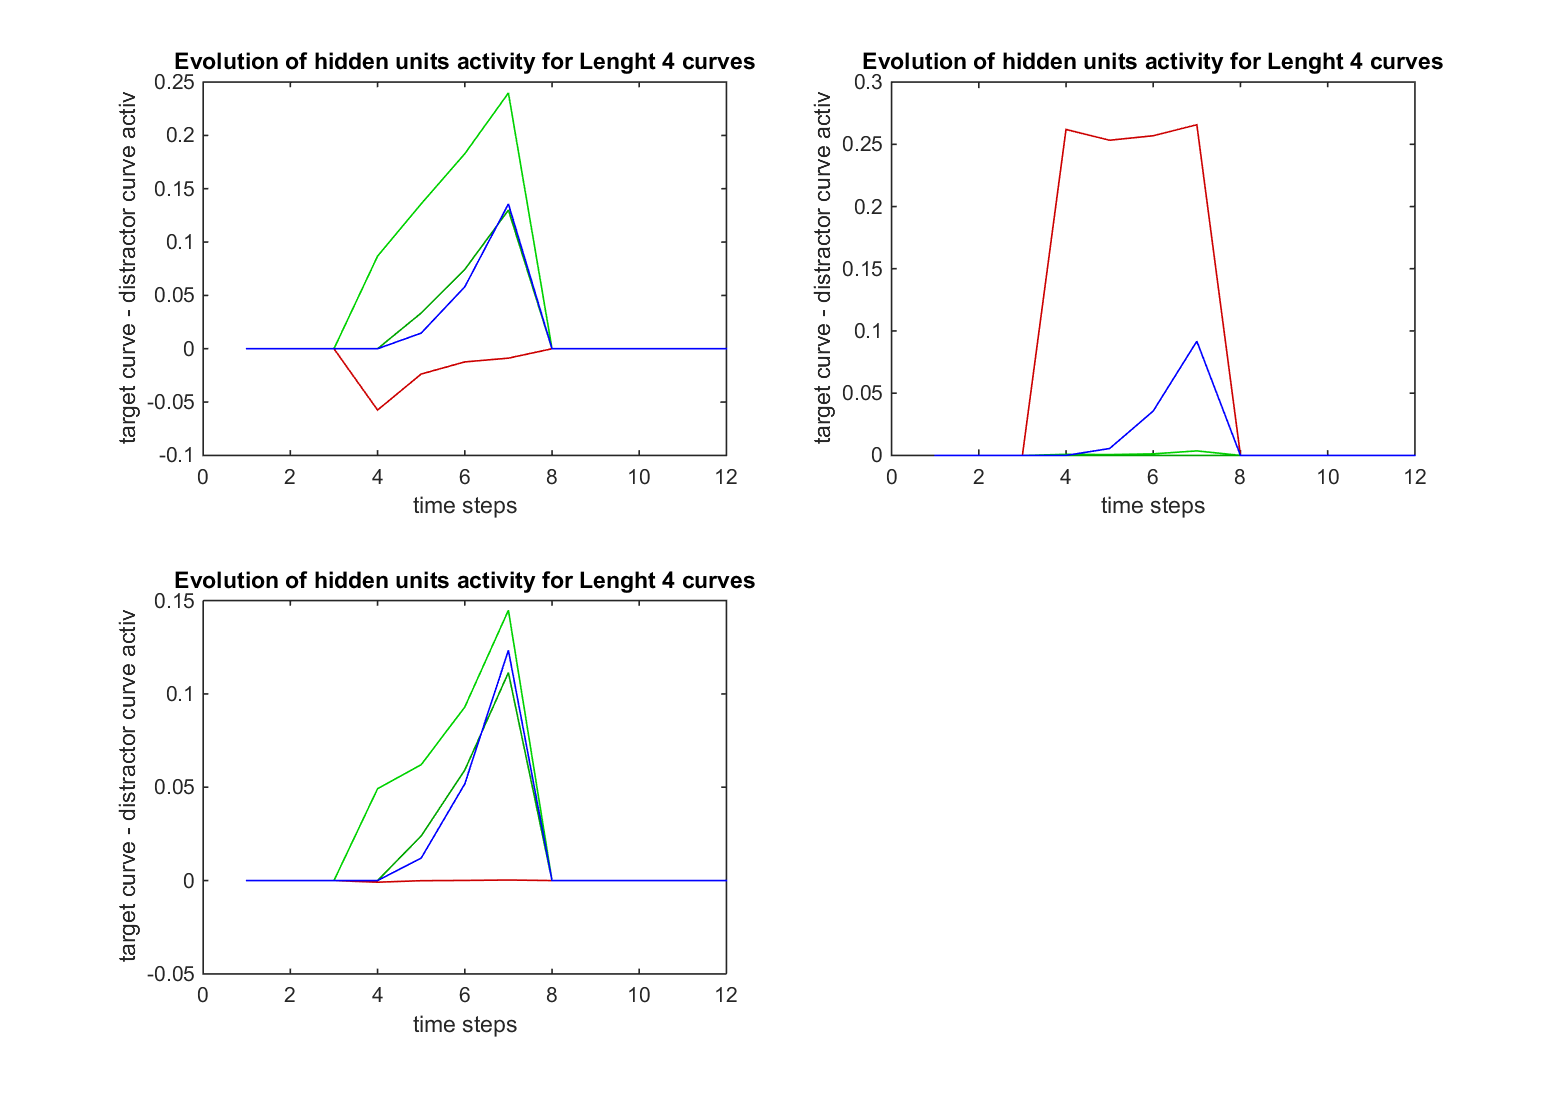 Evolution of hidden units activity for Lenght 4 curves
target curve - distractor curve activ
0.25
0.2
0.15
0.1
0.05
0
-0.05
-0.1
0 2 4 6 8 10 12
time steps
Evolution of hidden units activity for Lenght 4 curves
target curve - distractor curve activ
0.3
0.25
0.2
0.15
0.1
0.05
0
0 2 4 6 8 10 12
time steps
Evolution of hidden units activity for Lenght 4 curves
target curve - distractor curve activ
0.15
0.1
0.05
0
-0.05
0 2 4 6 8 10 12
time steps